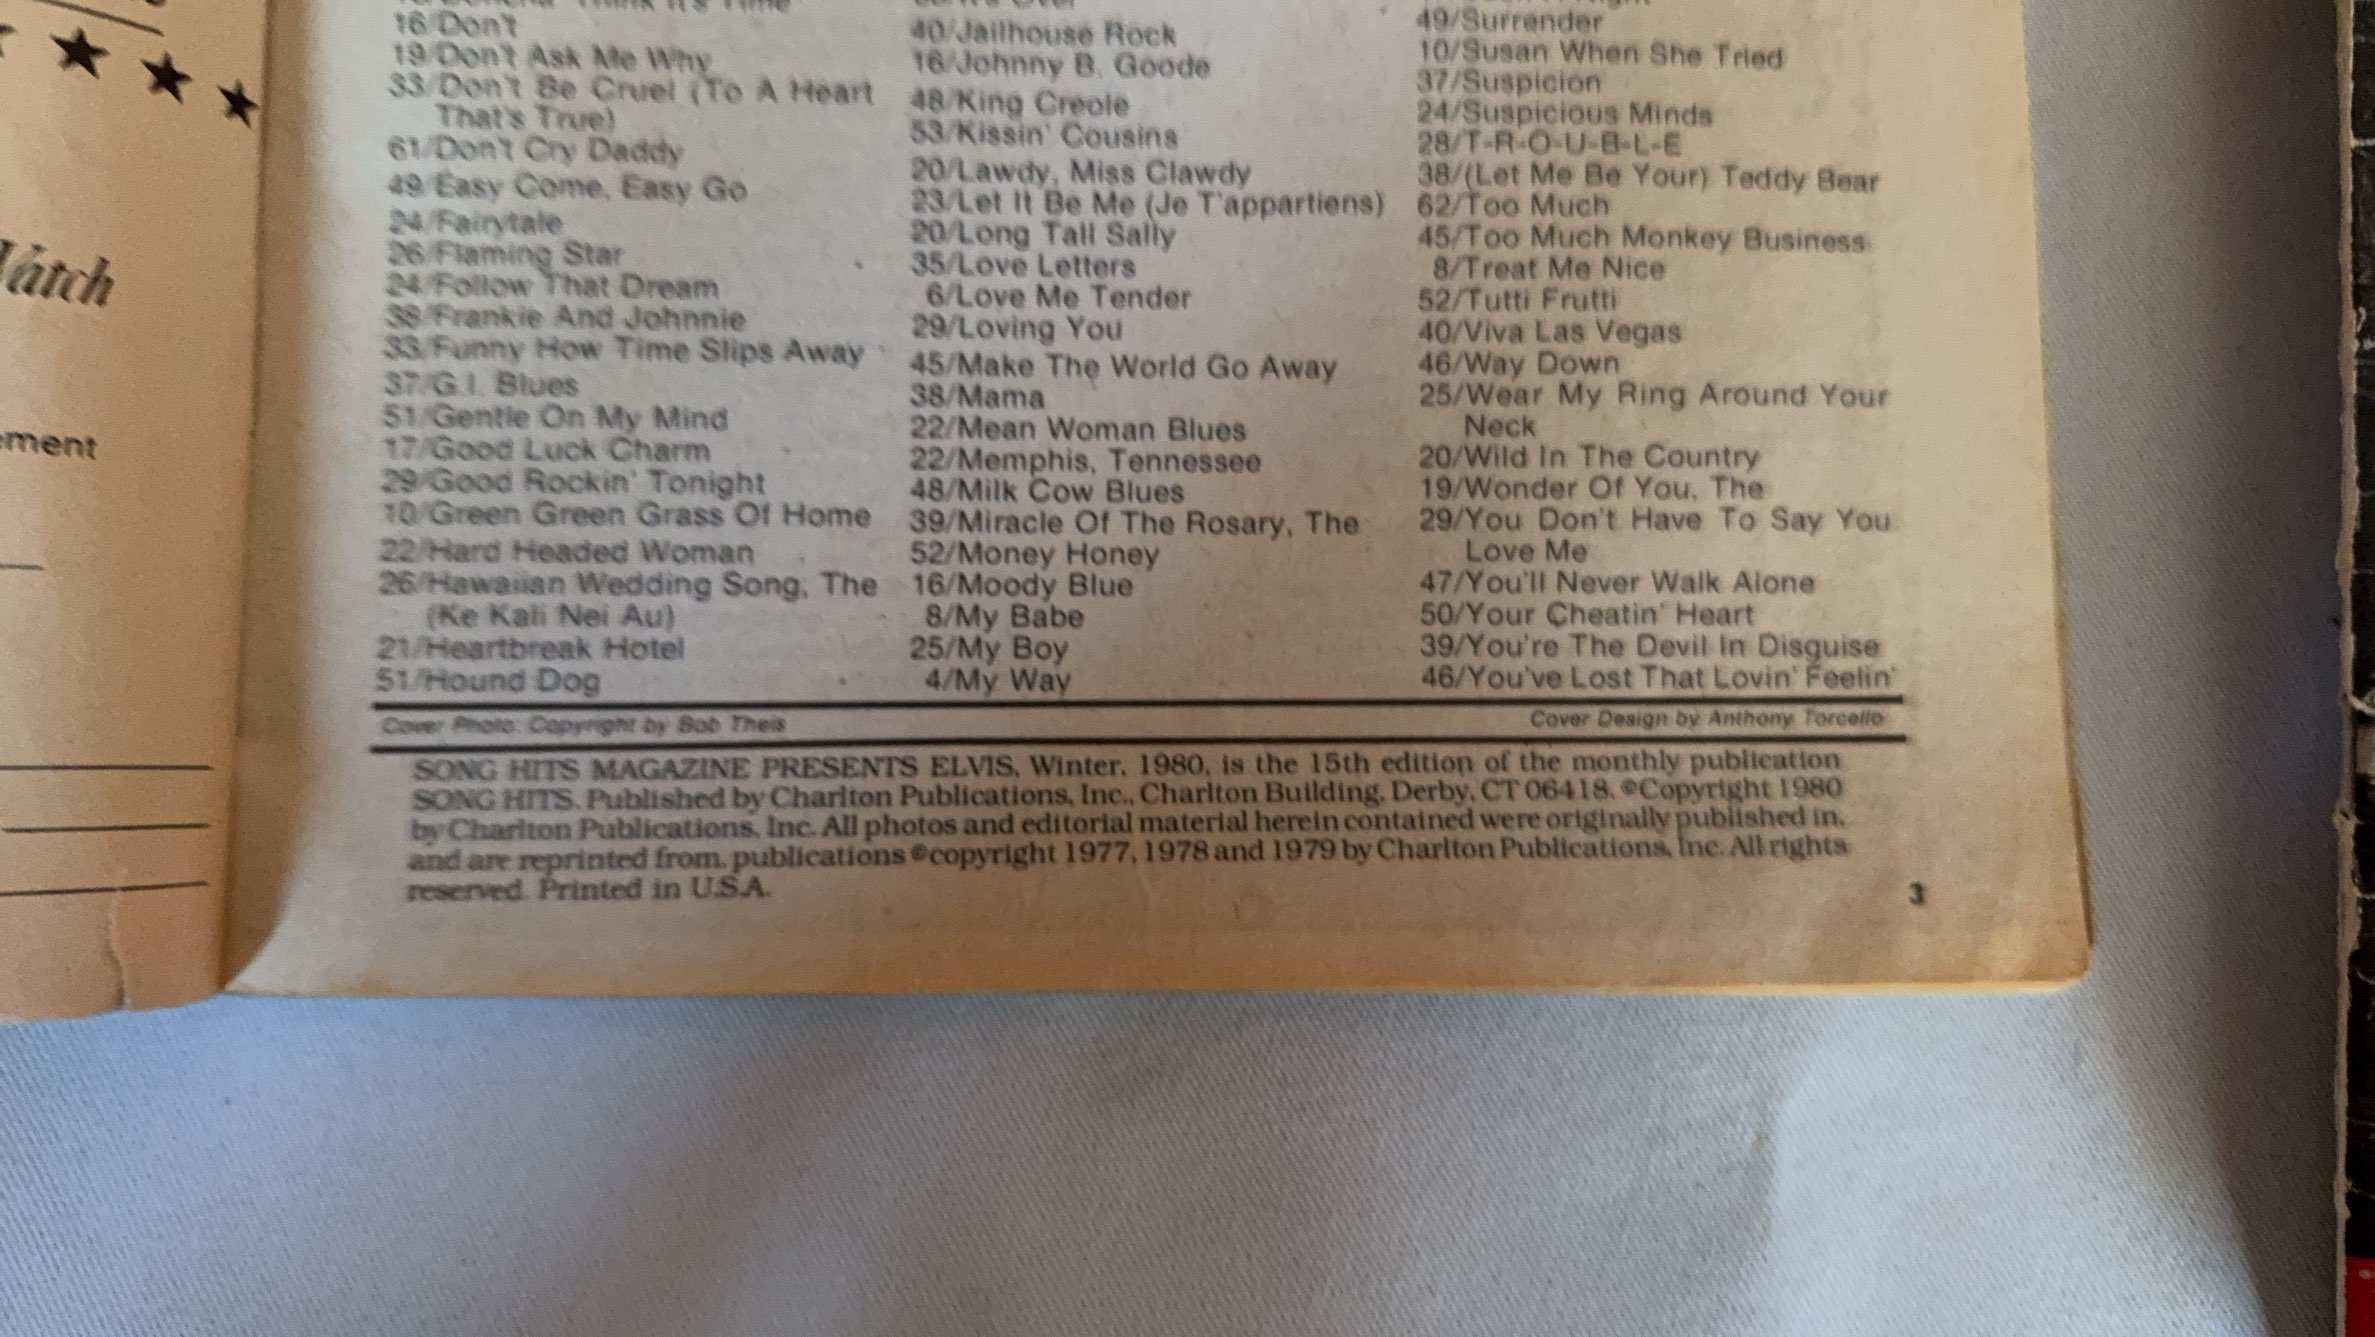 átch
ment
16/Don't
19/Don't Ask Me Why
33/Don't Be Cruel (To A Heart
That's True)
61/Don't Cry Daddy
49/Easy Come, Easy Go
24/Fairytale
26/Flaming Star
24/Follow That Dream
38/Frankie And Johnnie
33/Funny How Time Slips Away
37/G.I. Blues
51/Gentle On My Mind
17/Good Luck Charm
29/Good Rockin' Tonight
10/Green Green Grass Of Home
22/Hard Headed Woman
26/Hawaiian Wedding Song, The
(Ke Kali Nei Au)
21/Heartbreak Hotel
51/Hound Dog
40/Jailhouse Rock
16/Johnny B. Goode
48/King Creole
53/Kissin' Cousins
20/Lawdy, Miss Clawdy
23/Let It Be Me (Je T'appartiens)
20/Long Tall Sally
35/Love Letters
6/Love Me Tender
29/Loving You
45/Make The World Go Away
38/Mama
22/Mean Woman Blues
22/Memphis, Tennessee
48/Milk Cow Blues
39/Miracle Of The Rosary, The
52/Money Honey
16/Moody Blue
8/My Babe
25/My Boy
4/My Way
49/Surrender
10/Susan When She Tried
37/Suspicion
24/Suspicious Minds
28/T-R-O-U-B-L-E
38/(Let Me Be Your) Teddy Bear
62/Too Much
45/Too Much Monkey Business
8/Treat Me Nice
52/Tutti Frutti
40/Viva Las Vegas
46/Way Down
25/Wear My Ring Around Your
Neck
20/Wild In The Country
19/Wonder Of You, The
29/You Don't Have To Say You
Love Me
47/You'll Never Walk Alone
50/Your Cheatin' Heart
39/You're The Devil In Disguise
46/You've Lost That Lovin' Feelin'
Cover Photo: Copyright by Bob Theis
Cover Design by Anthony Torcello
SONG HITS MAGAZINE PRESENTS ELVIS, Winter, 1980, is the 15th edition of the monthly publication
SONG HITS. Published by Charlton Publications, Inc., Charlton Building, Derby, CT 06418. ©Copyright 1980
by Charlton Publications, Inc. All photos and editorial material herein contained were originally published in,
and are reprinted from, publications ©copyright 1977, 1978 and 1979 by Charlton Publications, Inc. All rights
reserved. Printed in U.S.A.
3